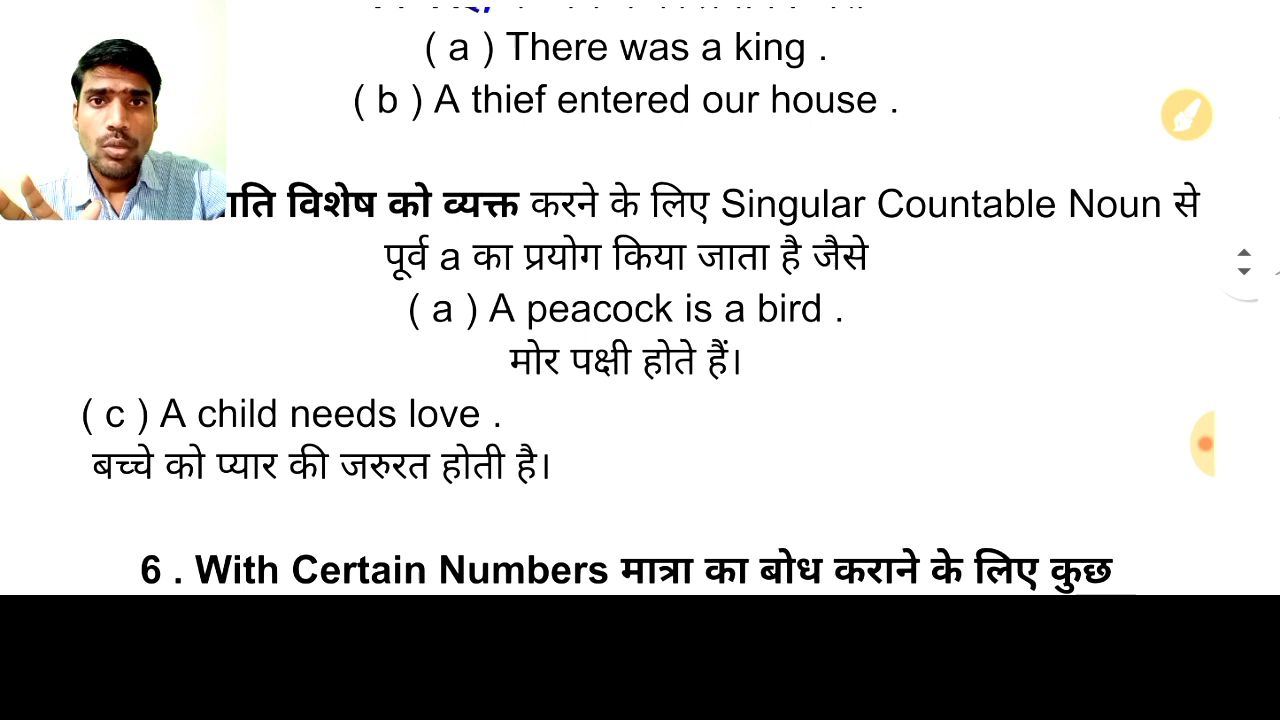 ( a ) There was a king .
( b ) A thief entered our house .
विशेष को व्यक्त करने के लिए Singular Countable Noun से
पूर्व a का प्रयोग किया जाता है जैसे
( a ) A peacock is a bird .
मोर पक्षी होते हैं।
( c ) A child needs love .
बच्चे को प्यार की जरुरत होती है।
6 . With Certain Numbers मात्रा का बोध कराने के लिए कुछ